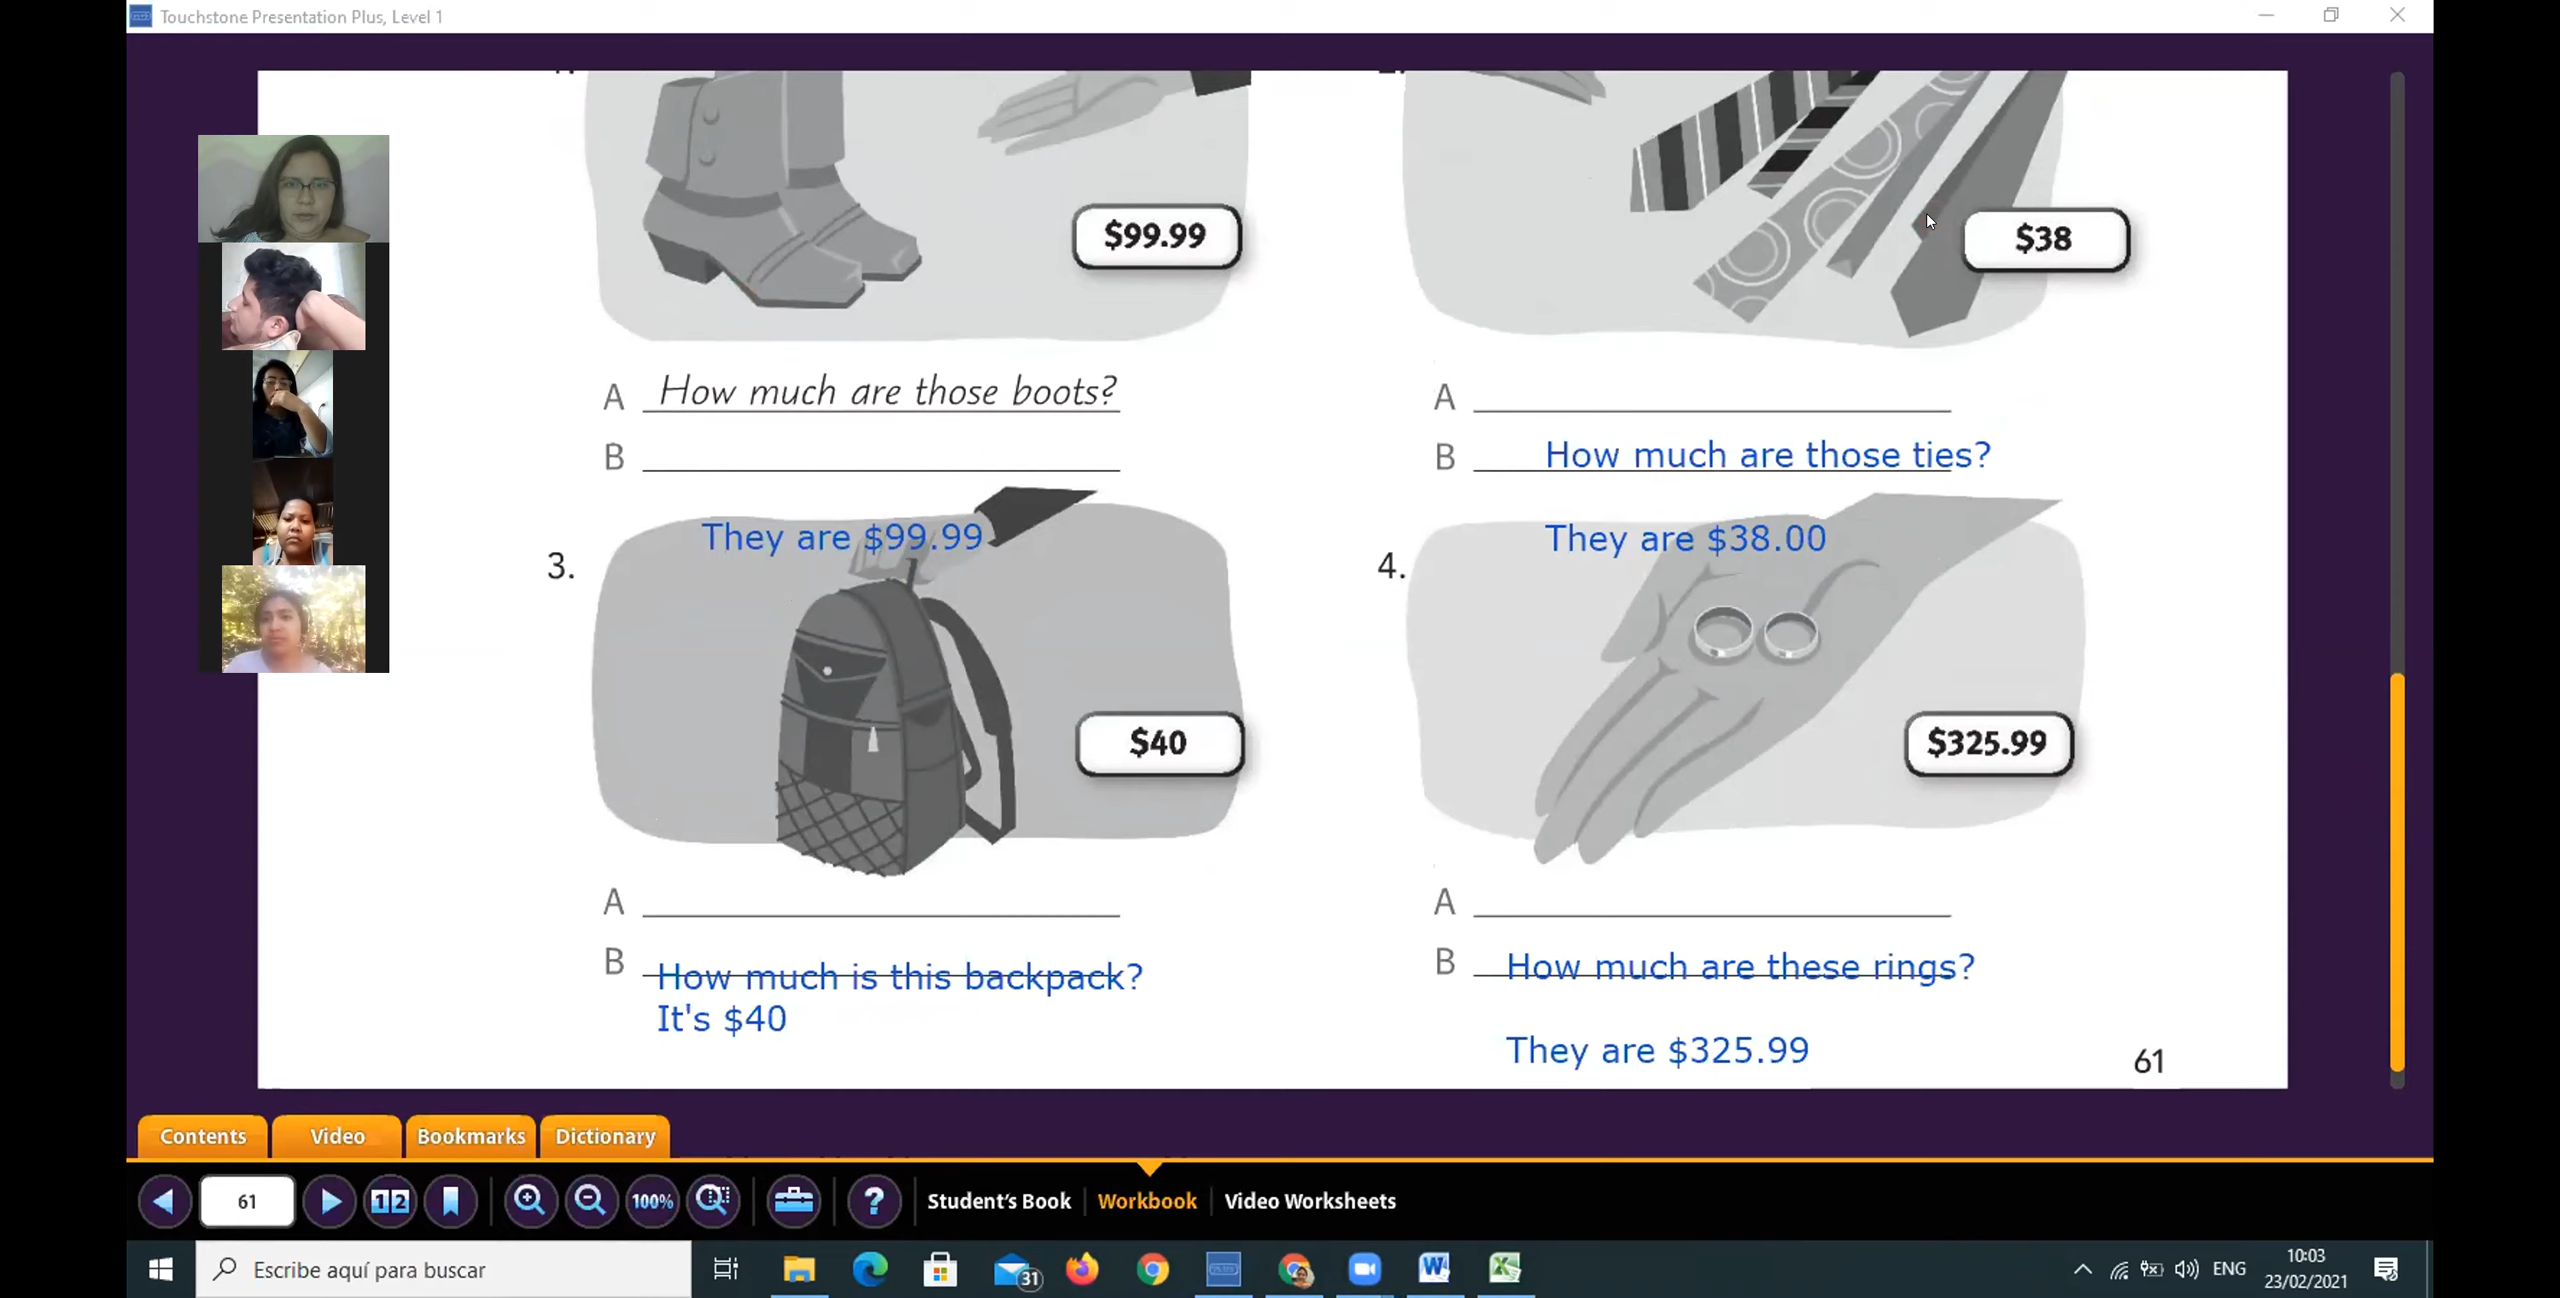 Touchstone Presentation Plus, Level 1
$99.99
$38
A How much are those boots?
A
B
B How much are those ties?
They are $99.99
They are $38.00
3.
4.
$40
$325.99
A
A
B How much is this backpack?
It's $40
B How much are these rings?
They are $325.99
61
Contents
Video
Bookmarks
Dictionary
61
12
100%
?
Student's Book
Workbook
Video Worksheets
Escribe aquí para buscar
31
ENG
10:03
23/02/2021